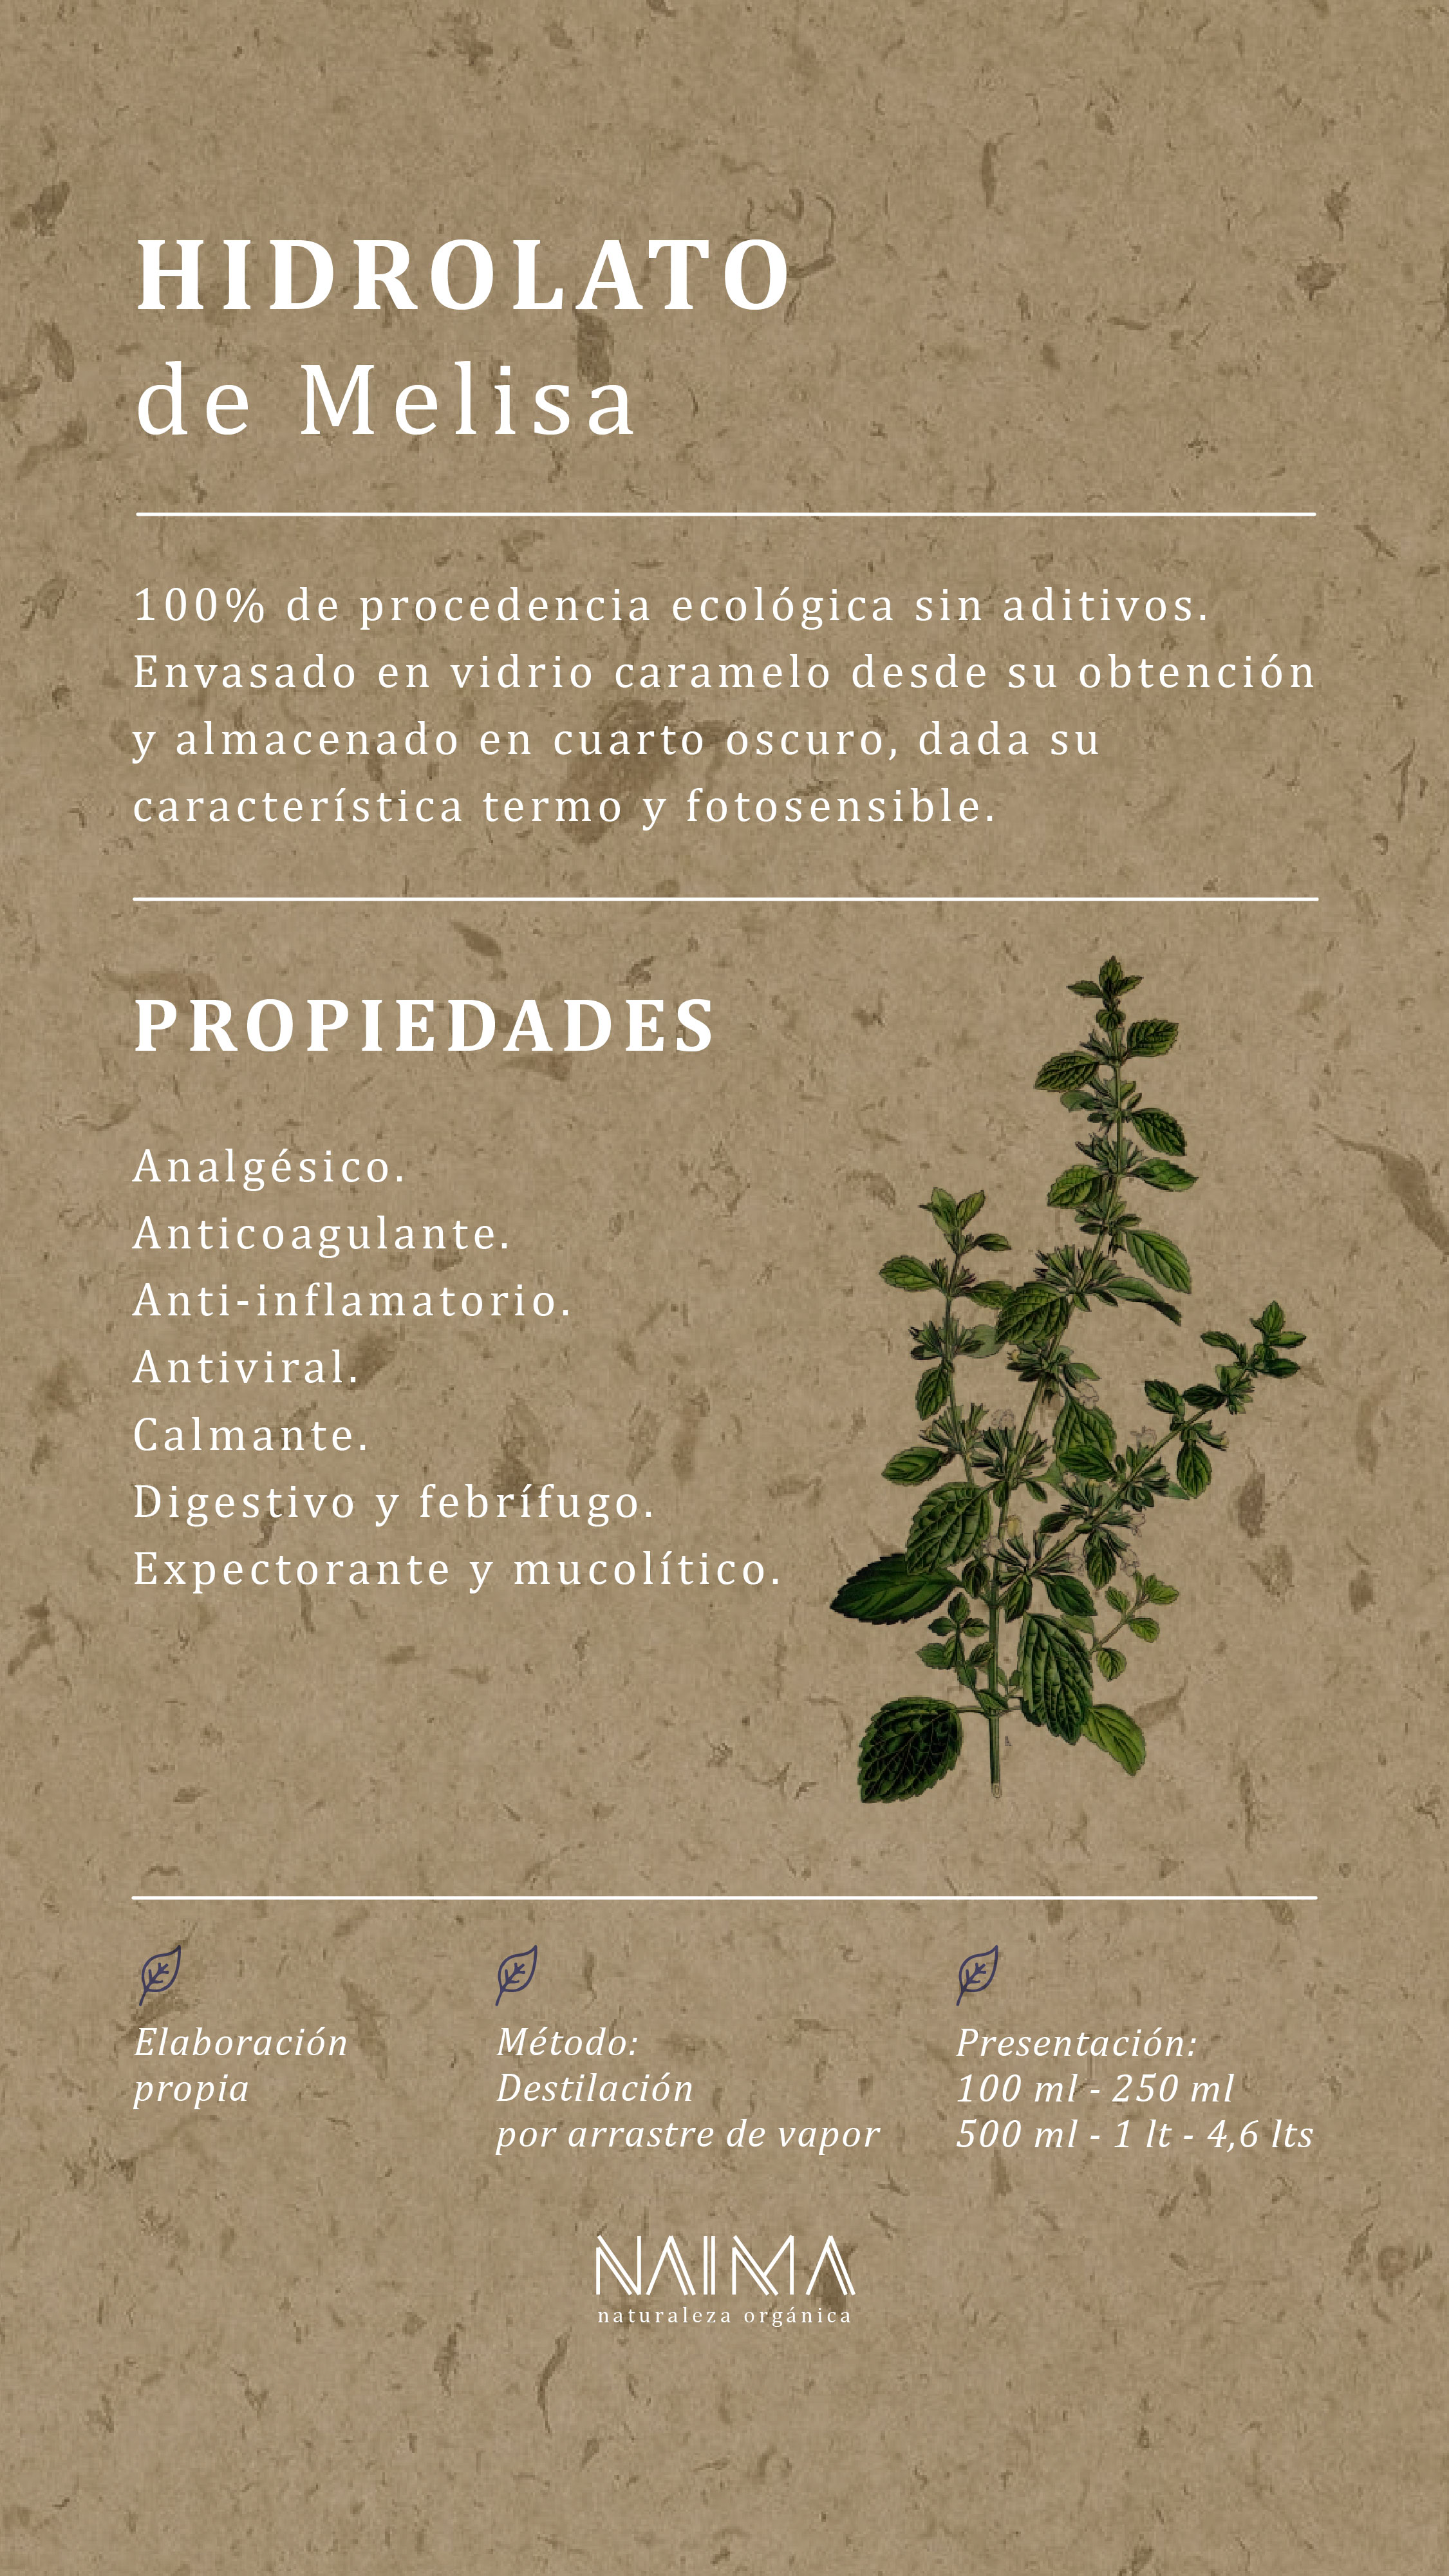 HIDROLATO
de Melisa
100% de procedencia ecológica sin aditivos.
Envasado en vidrio caramelo desde su obtención
y almacenado en cuarto oscuro, dada su
característica termo y fotosensible.
PROPIEDADES
Analgésico.
Anticoagulante.
Anti-inflamatorio.
Antiviral.
Calmante.
Digestivo y febrífugo.
Expectorante y mucolítico.
Elaboración
propia
Método:
Destilación
por arrastre de vapor
Presentación:
100 ml - 250 ml
500 ml - 1 lt - 4,6 lts
NAIMA
naturaleza orgánica